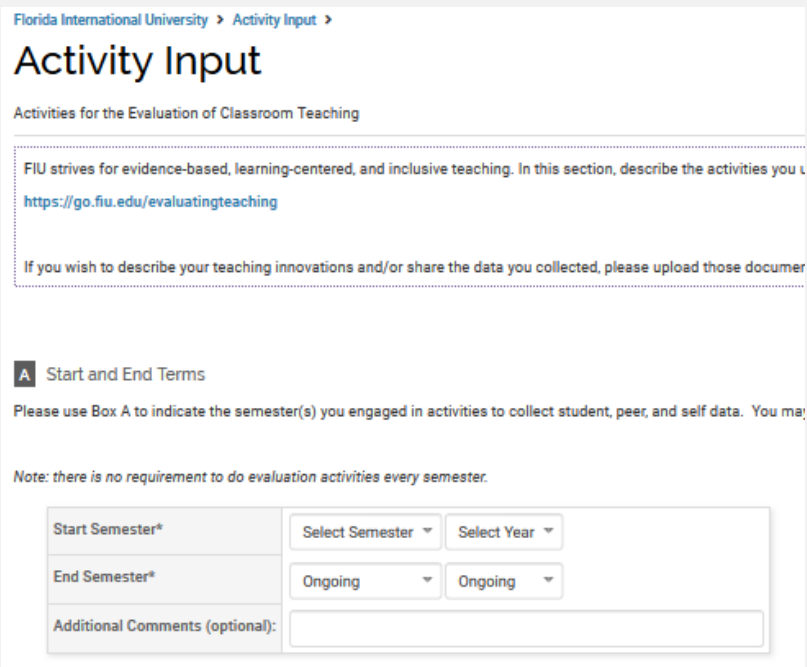 Florida International University > Activity Input >
Activity Input
Activities for the Evaluation of Classroom Teaching
FIU strives for evidence-based, learning-centered, and inclusive teaching. In this section, describe the activities you
https://go.fiu.edu/evaluatingteaching
If you wish to describe your teaching innovations and/or share the data you collected, please upload those
A Start and End Terms
Please use Box A to indicate the semester(s) you engaged in activities to collect student, peer, and self data. You may
Note: there is no requirement to do evaluation activities every semester.
Start Semester* Select Semester Select Year
End Semester* Ongoing Ongoing
Additional Comments (optional):